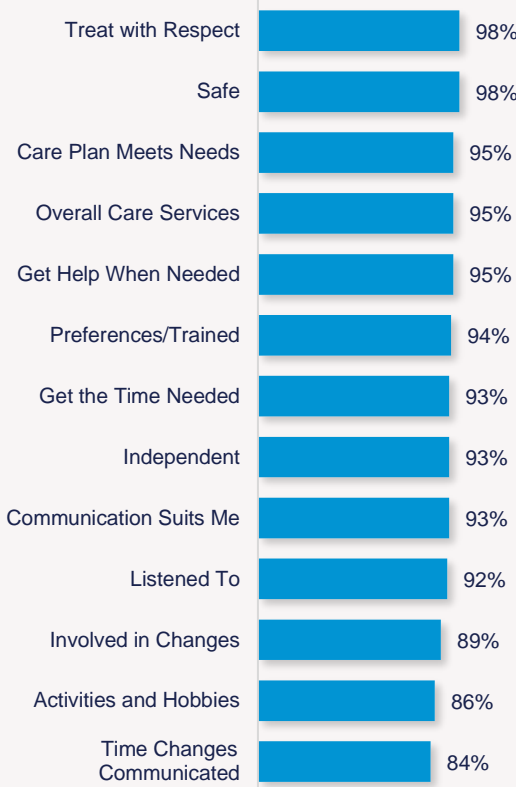 Treat with Respect 98%
Safe 98%
Care Plan Meets Needs 95%
Overall Care Services 95%
Get Help When Needed 95%
Preferences/Trained 94%
Get the Time Needed 93%
Independent 93%
Communication Suits Me 93%
Listened To 92%
Involved in Changes 89%
Activities and Hobbies 86%
Time Changes
Communicated 84%